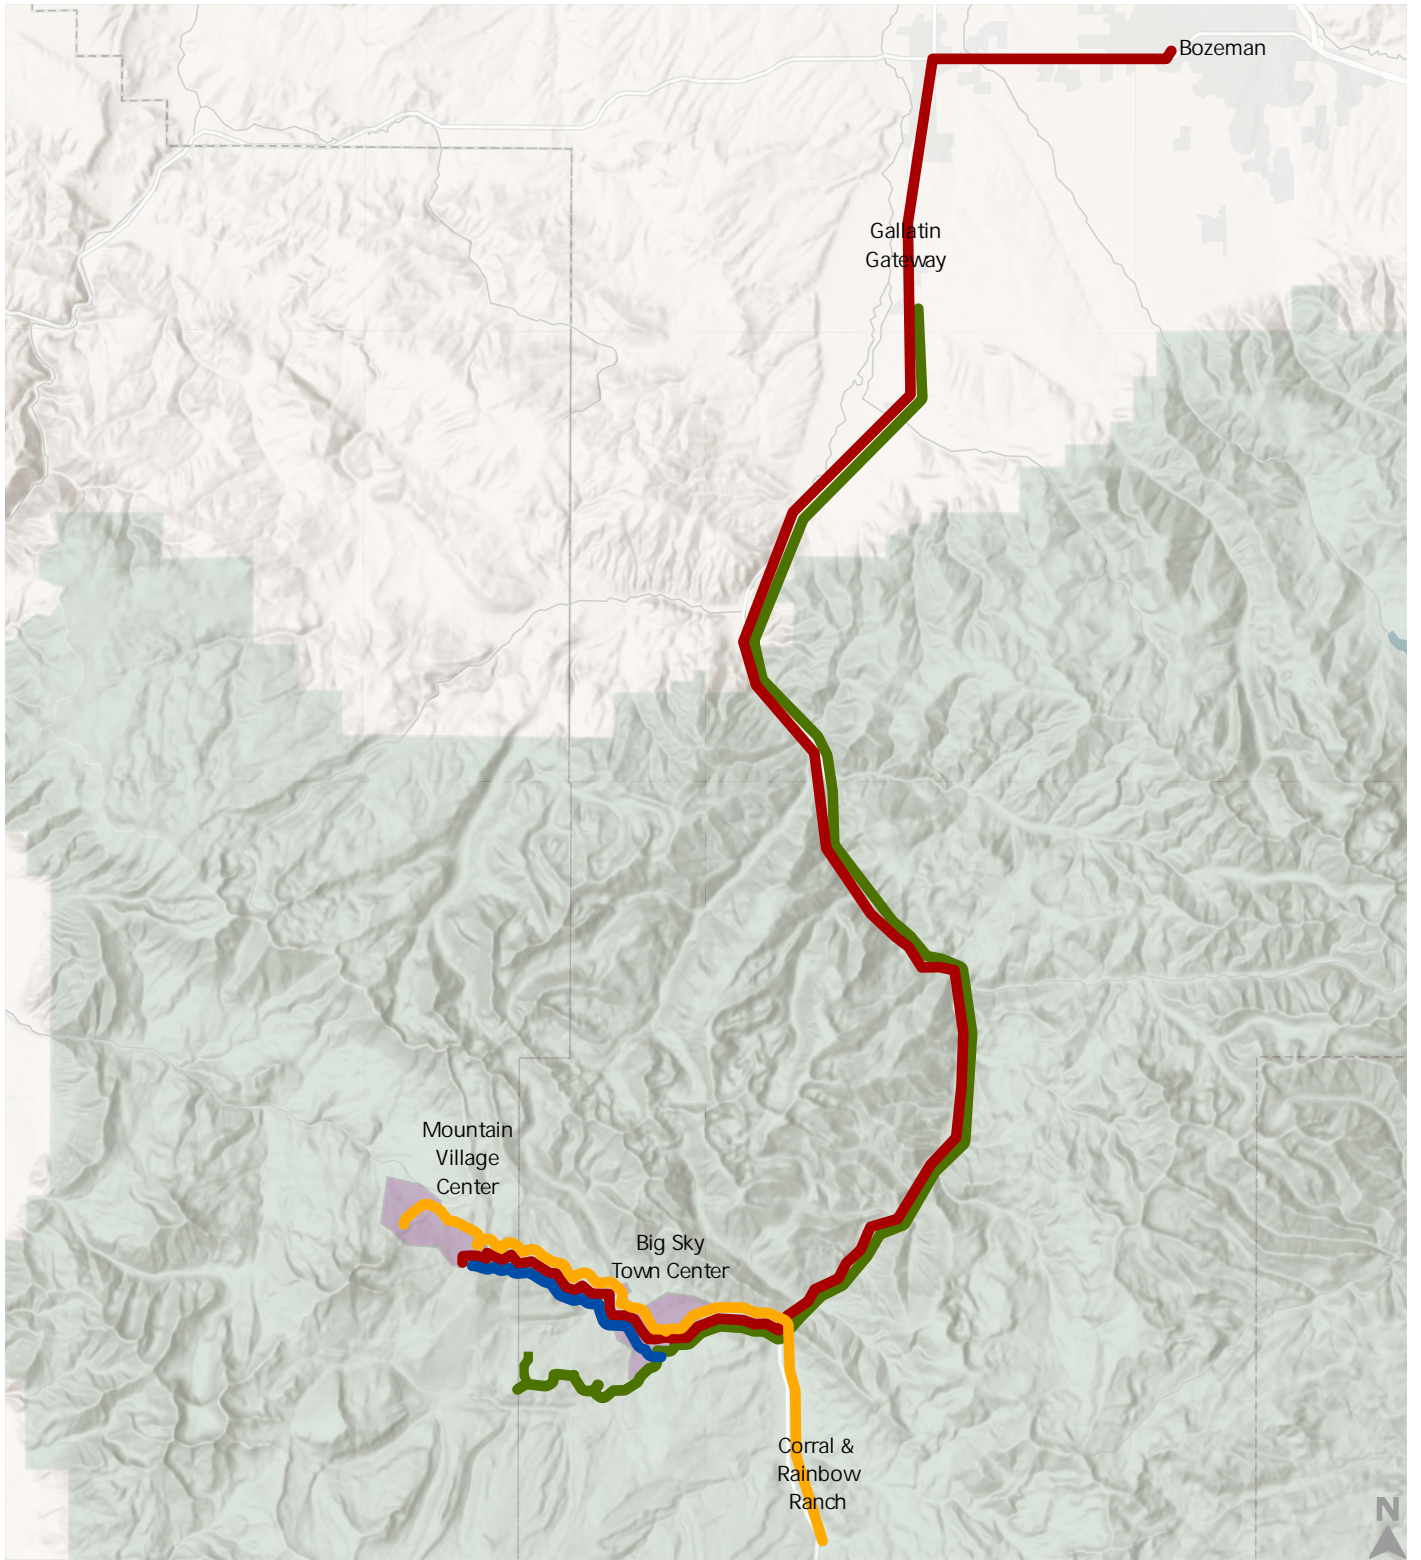 Bozeman
Gallatin
Gateway
Mountain
Village
Center
Big Sky
Town Center
Corral &
Rainbow
Ranch
N